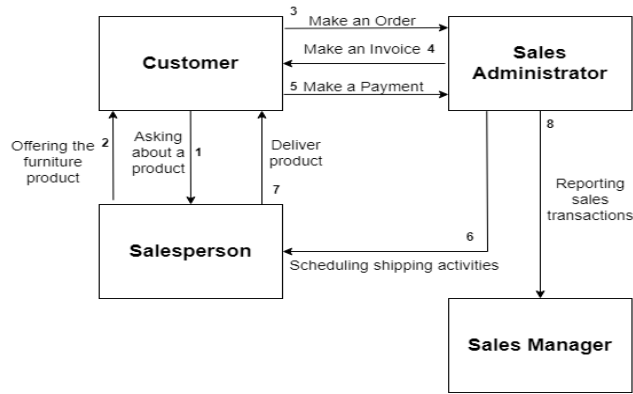 3
Make an Order
Customer
Make an Invoice 4
Sales
Administrator
5 Make a Payment
2
Offering the
furniture
product
Asking
about a
product
1
Deliver
product
7
8
Reporting
sales
transactions
Salesperson
6
Scheduling shipping activities
Sales Manager